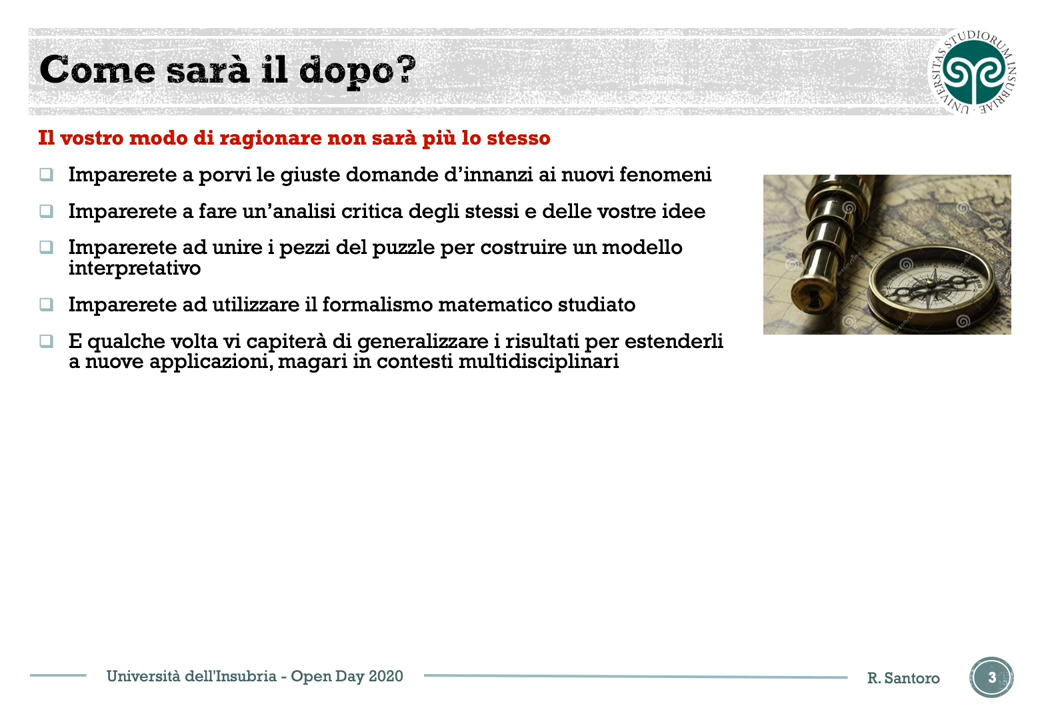 Come sarà il dopo?
UNIVERSITAS STUDIORUM INSUBRIAE
Il vostro modo di ragionare non sarà più lo stesso
❑ Imparerete a porvi le giuste domande d’innanzi ai nuovi fenomeni
❑ Imparerete a fare un’analisi critica degli stessi e delle vostre idee
❑ Imparerete ad unire i pezzi del puzzle per costruire un modello
interpretativo
❑ Imparerete ad utilizzare il formalismo matematico studiato
❑ E qualche volta vi capiterà di generalizzare i risultati per estenderli
a nuove applicazioni, magari in contesti multidisciplinari
Università dell'Insubria - Open Day 2020
R. Santoro
3